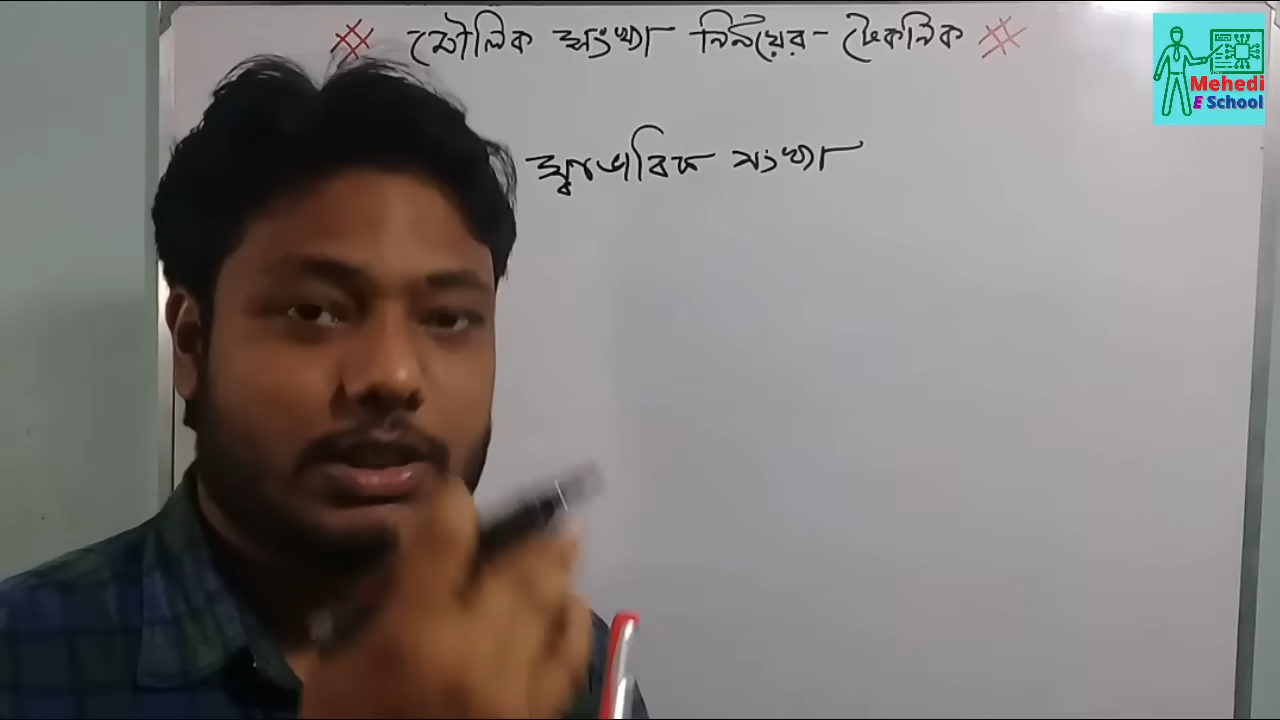 মৌলিক সংখ্যা নির্ণয়ের - টেকনিক
স্বাভাবিক সংখ্যা
Mehedi
E School